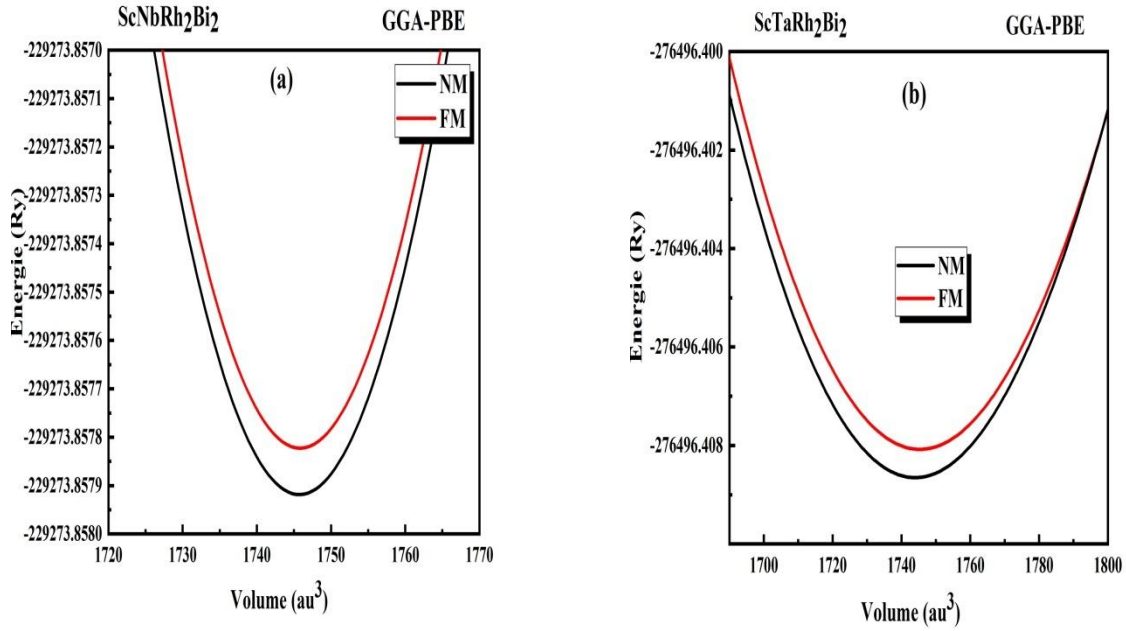 ScNbRh₂Bi₂ GGA-PBE
(a)
NM
FM
-229273.8570
-229273.8571
-229273.8572
-229273.8573
-229273.8574
-229273.8575
-229273.8576
-229273.8577
-229273.8578
-229273.8579
-229273.8580
Energie (Ry)
1720 1730 1740 1750 1760 1770
Volume (au³)
ScTaRh₂Bi₂ GGA-PBE
(b)
NM
FM
-276496.400
-276496.402
-276496.404
-276496.406
-276496.408
Energie (Ry)
1700 1720 1740 1760 1780 1800
Volume (au³)